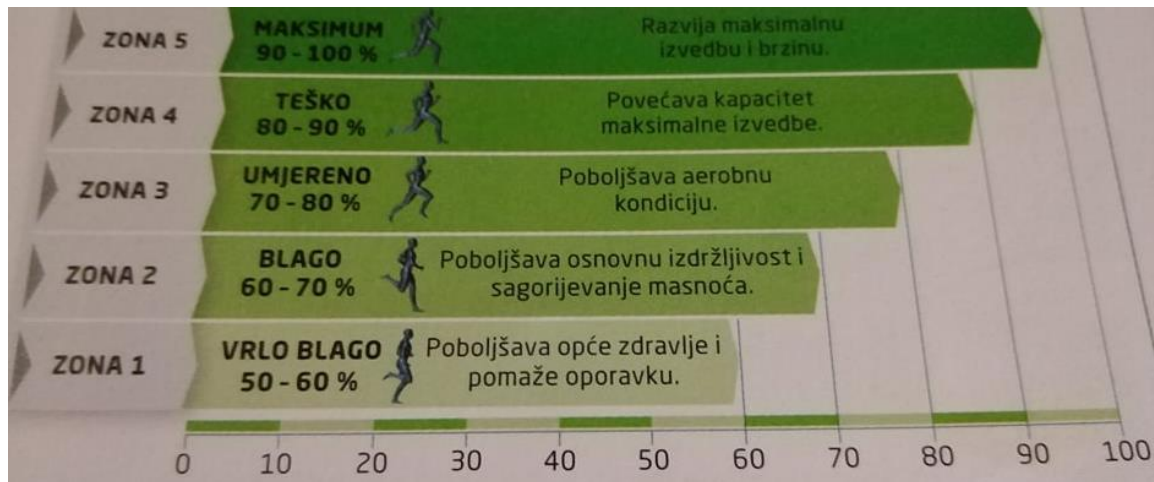 ZONA 5
MAKSIMUM
90 - 100 %
Razvija maksimalnu
izvedbu i brzinu.
ZONA 4
TEŠKO
80 - 90 %
Povećava kapacitet
maksimalne izvedbe.
ZONA 3
UMJERENO
70 - 80 %
Poboljšava aerobnu
kondiciju.
ZONA 2
BLAGO
60 - 70 %
Poboljšava osnovnu izdržljivost i
sagorijevanje masnoća.
ZONA 1
VRLO BLAGO
50 - 60 %
Poboljšava opće zdravlje i
pomaže oporavku.
0 10 20 30 40 50 60 70 80 90 100